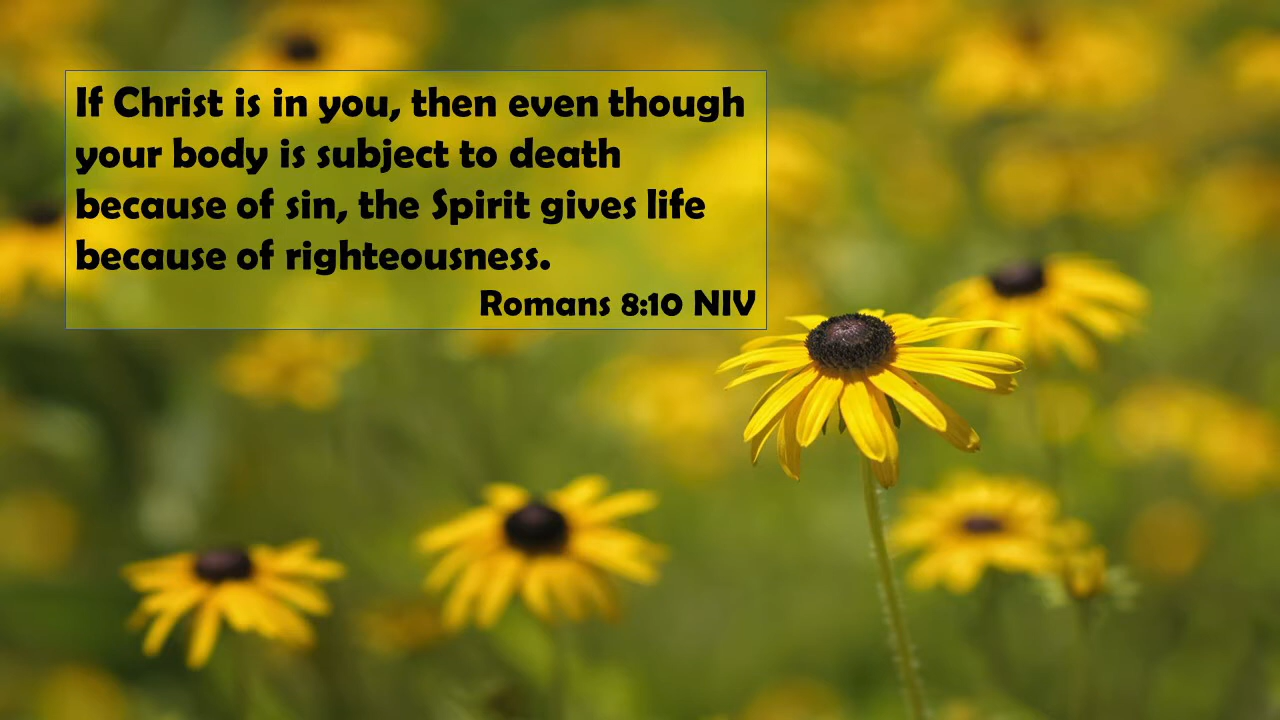 If Christ is in you, then even though
your body is subject to death
because of sin, the Spirit gives life
because of righteousness.
Romans 8:10 NIV